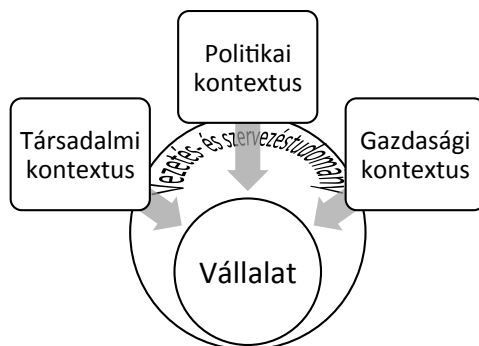 Politikai
kontextus
Társadalmi
kontextus
Gazdasági
kontextus
Vezetés- és szervezéstudomány
Vállalat